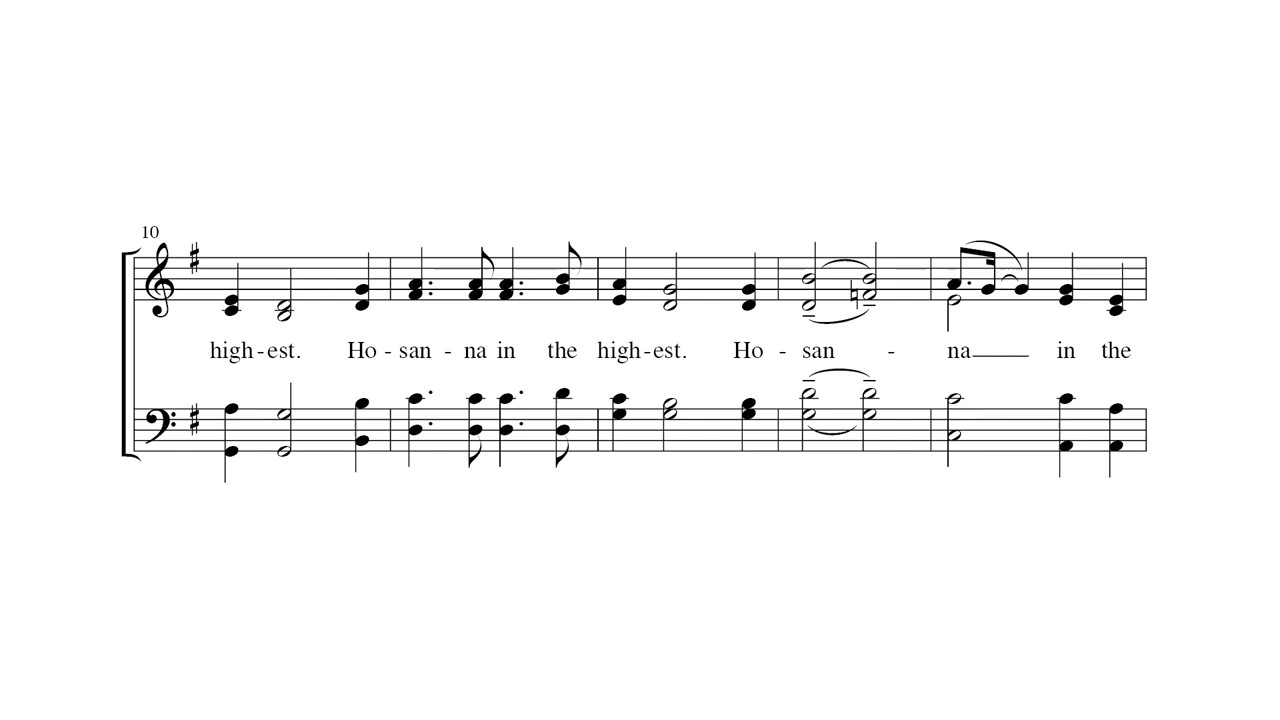 10
high - est. Ho - san - na in the high - est. Ho - san - na in the